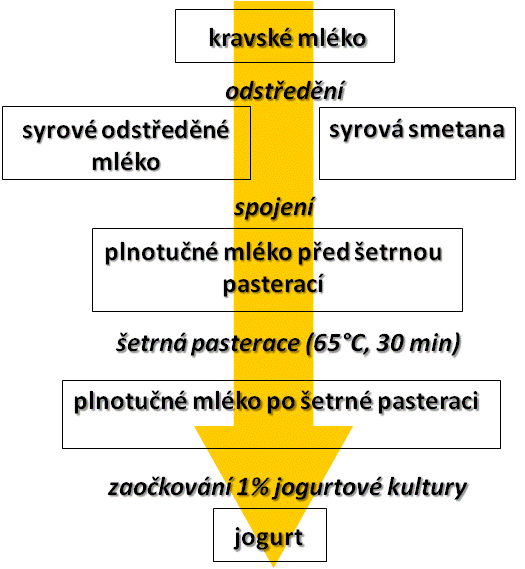 kravské mléko
odstředění
syrové odstředěné
mléko
syrová smetana
spojení
plnotučné mléko před šetrnou
pasterací
šetrná pasterace (65°C, 30 min)
plnotučné mléko po šetrné pasteraci
zaočkování 1% jogurtové kultury
jogurt